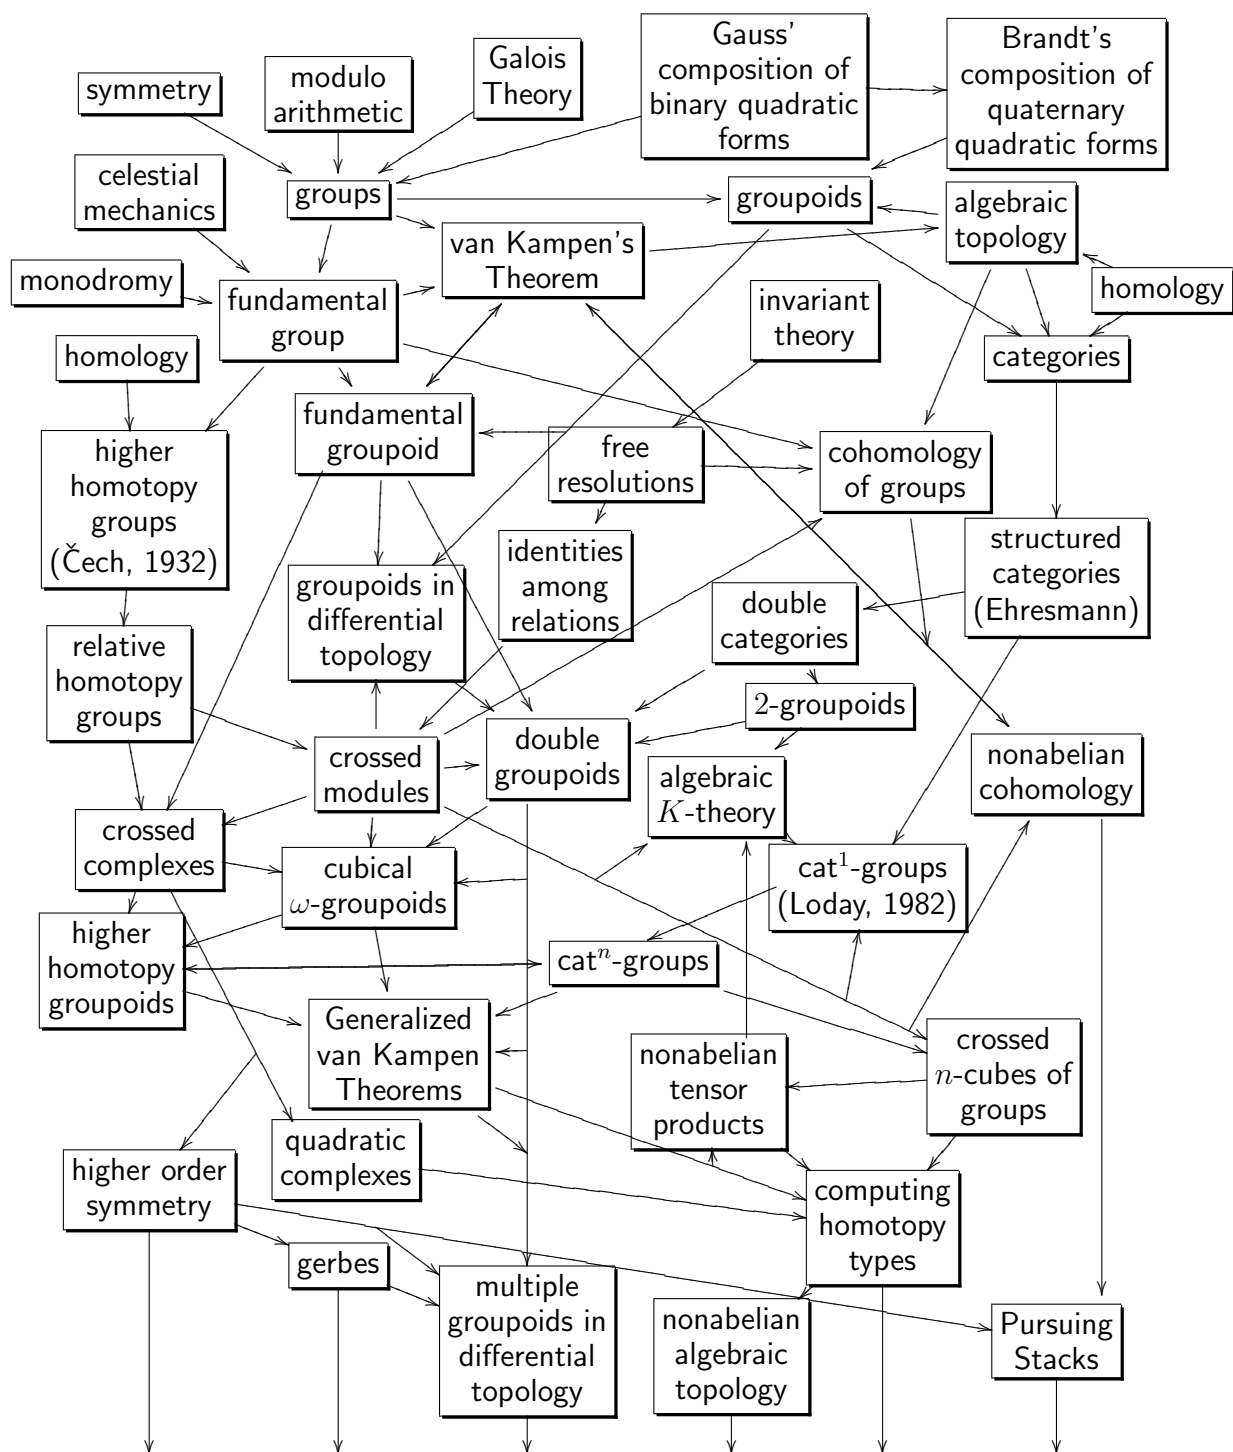 symmetry
modulo
arithmetic
Galois
Theory
Gauss'
composition of
binary quadratic
forms
Brandt's
composition of
quaternary
quadratic forms
celestial
mechanics
groups
groupoids
algebraic
topology
van Kampen's
Theorem
monodromy
fundamental
group
invariant
theory
homology
homology
categories
fundamental
groupoid
higher
homotopy
groups
(Čech, 1932)
free
resolutions
cohomology
of groups
identities
among
relations
structured
categories
(Ehresmann)
groupoids in
differential
topology
double
categories
relative
homotopy
groups
2-groupoids
double
groupoids
crossed
modules
algebraic
K-theory
nonabelian
cohomology
crossed
complexes
cubical
ω-groupoids
cat¹-groups
(Loday, 1982)
higher
homotopy
groupoids
catⁿ-groups
Generalized
van Kampen
Theorems
nonabelian
tensor
products
crossed
n-cubes of
groups
quadratic
complexes
higher order
symmetry
computing
homotopy
types
gerbes
multiple
groupoids in
differential
topology
nonabelian
algebraic
topology
Pursuing
Stacks